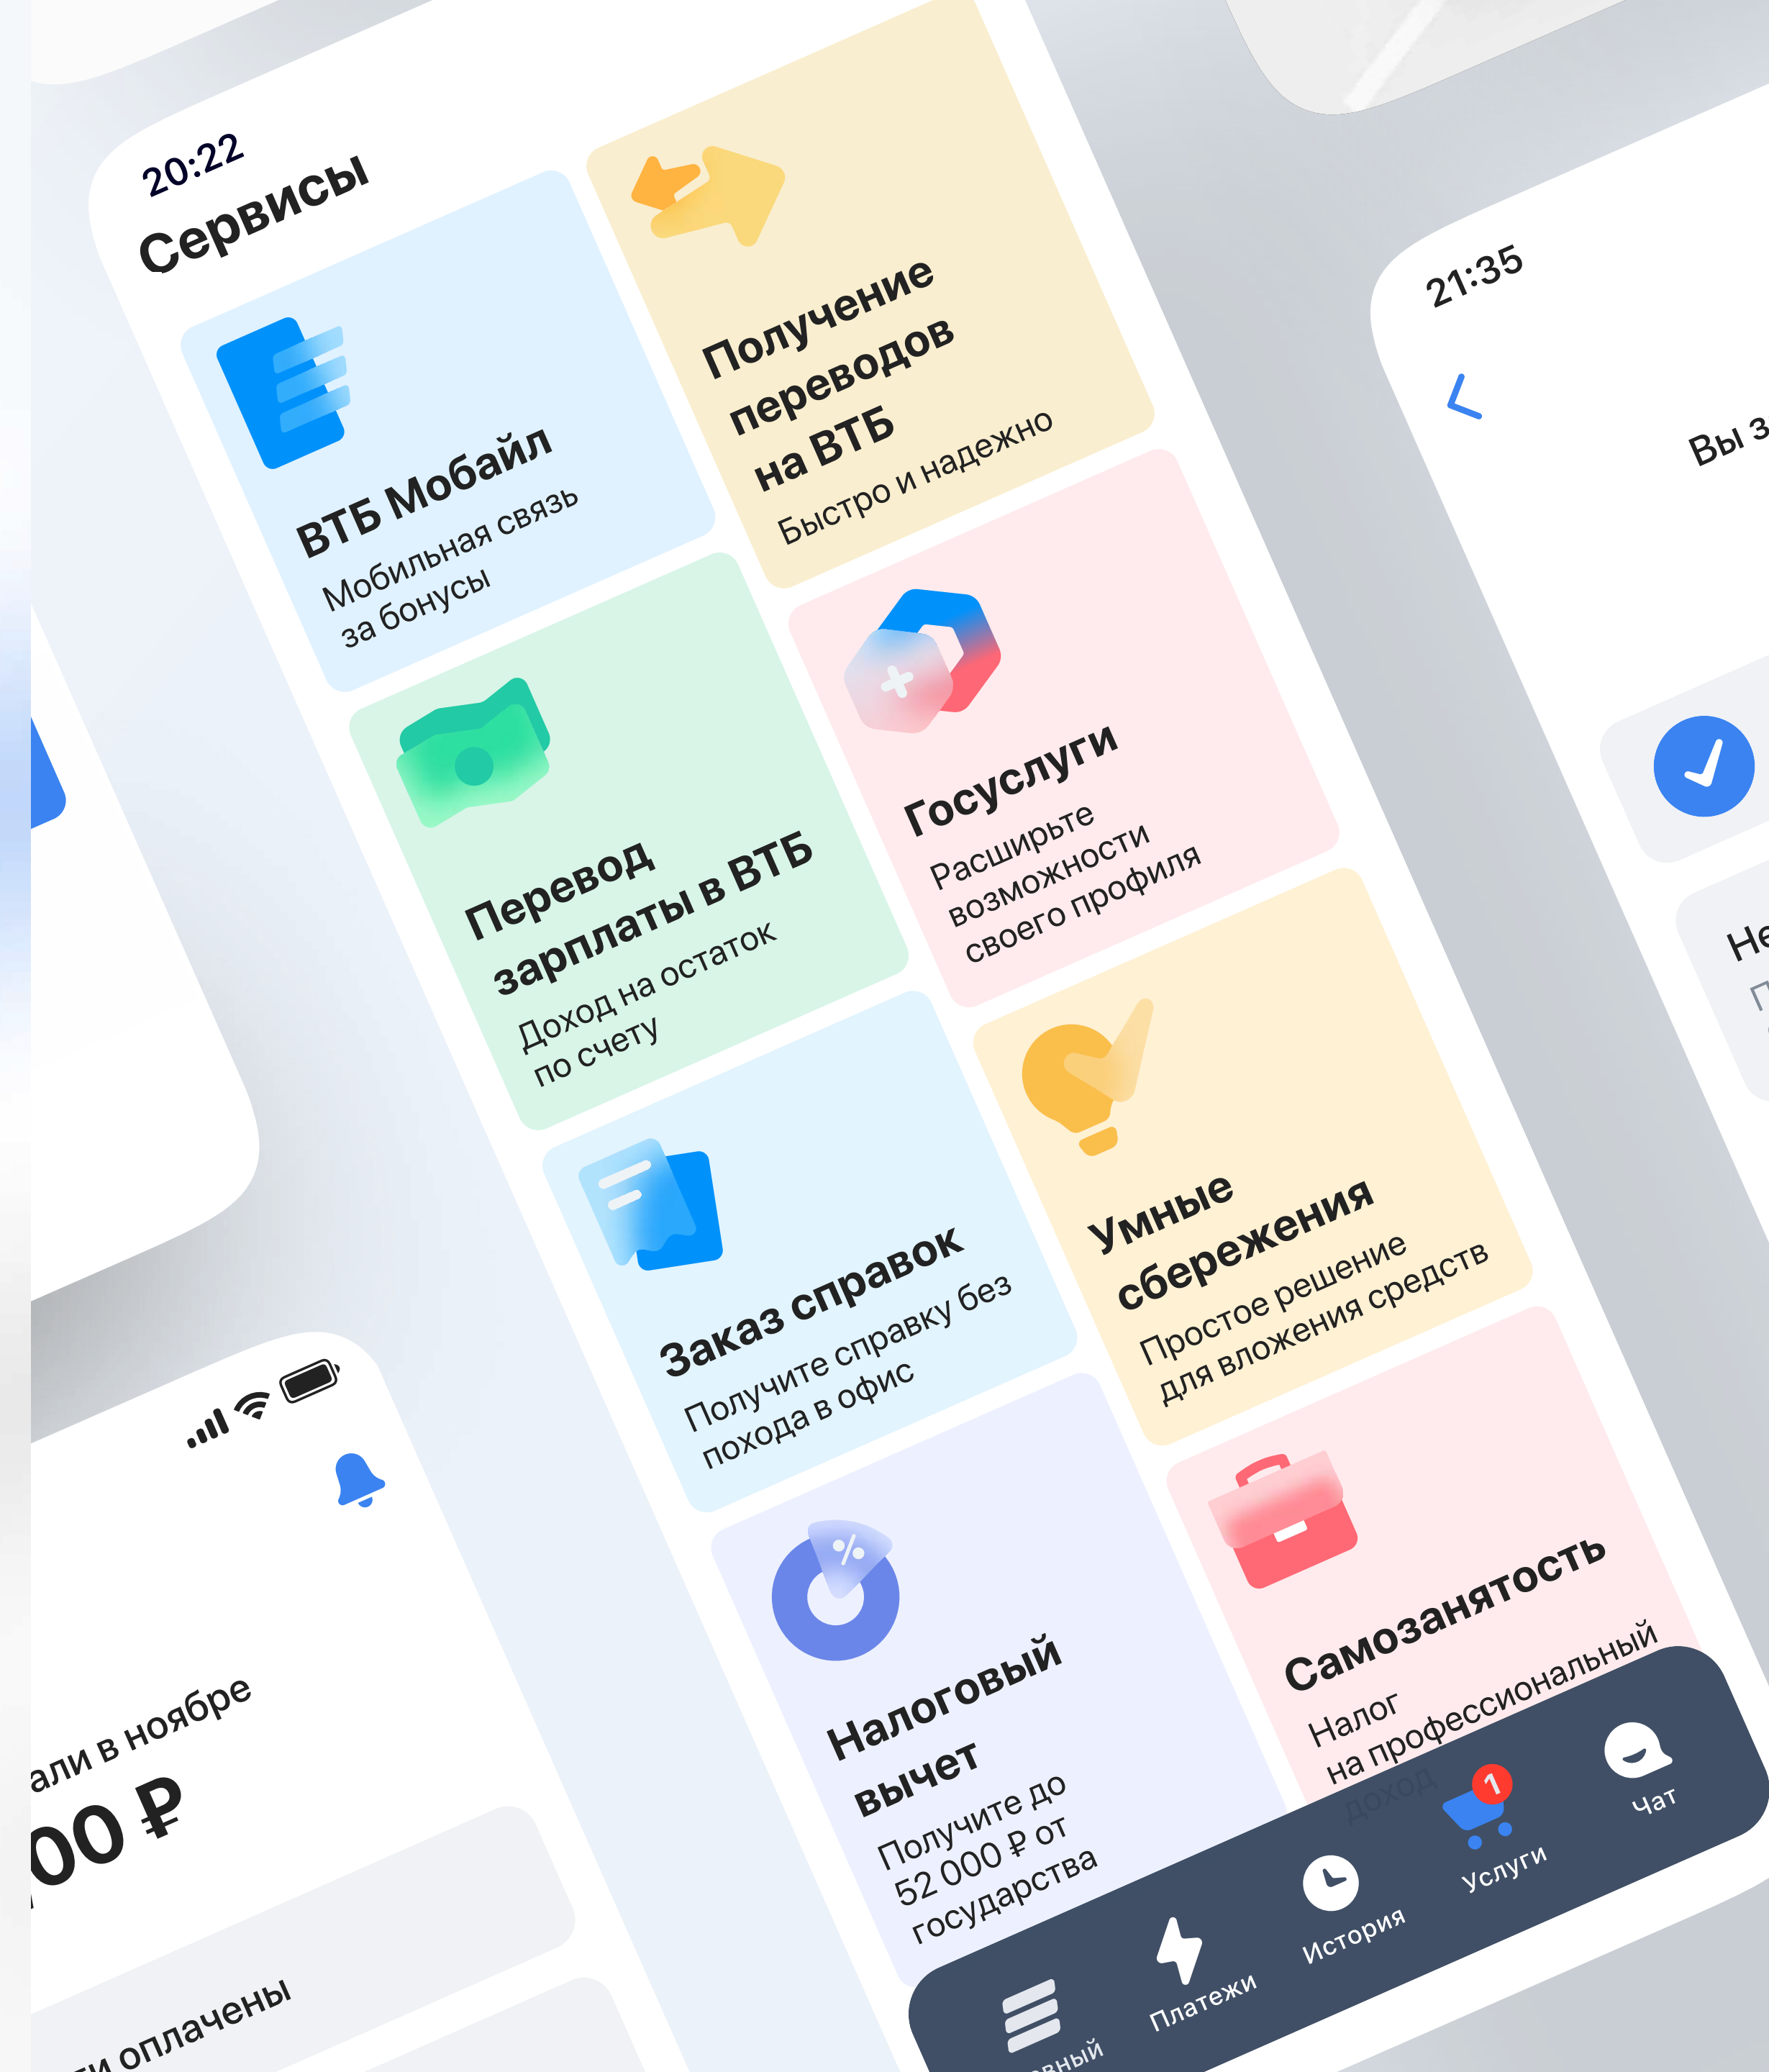 20:22
Сервисы
ВТБ Мобайл
Мобильная связь
за бонусы
Получение
переводов
на ВТБ
Быстро и надежно
Перевод
зарплаты в ВТБ
Доход на остаток
по счету
Госуслуги
Расширьте
возможности
своего профиля
Заказ справок
Получите справку без
похода в офис
Умные
сбережения
Простое решение
для вложения средств
Налоговый
вычет
Получите до
52 000 ₽ от
государства
Самозанятость
Налог
на профессиональный
доход
Платежи
История
1
Услуги
Чат
21:35
Вы
в ноябре
00 ₽
оплачены